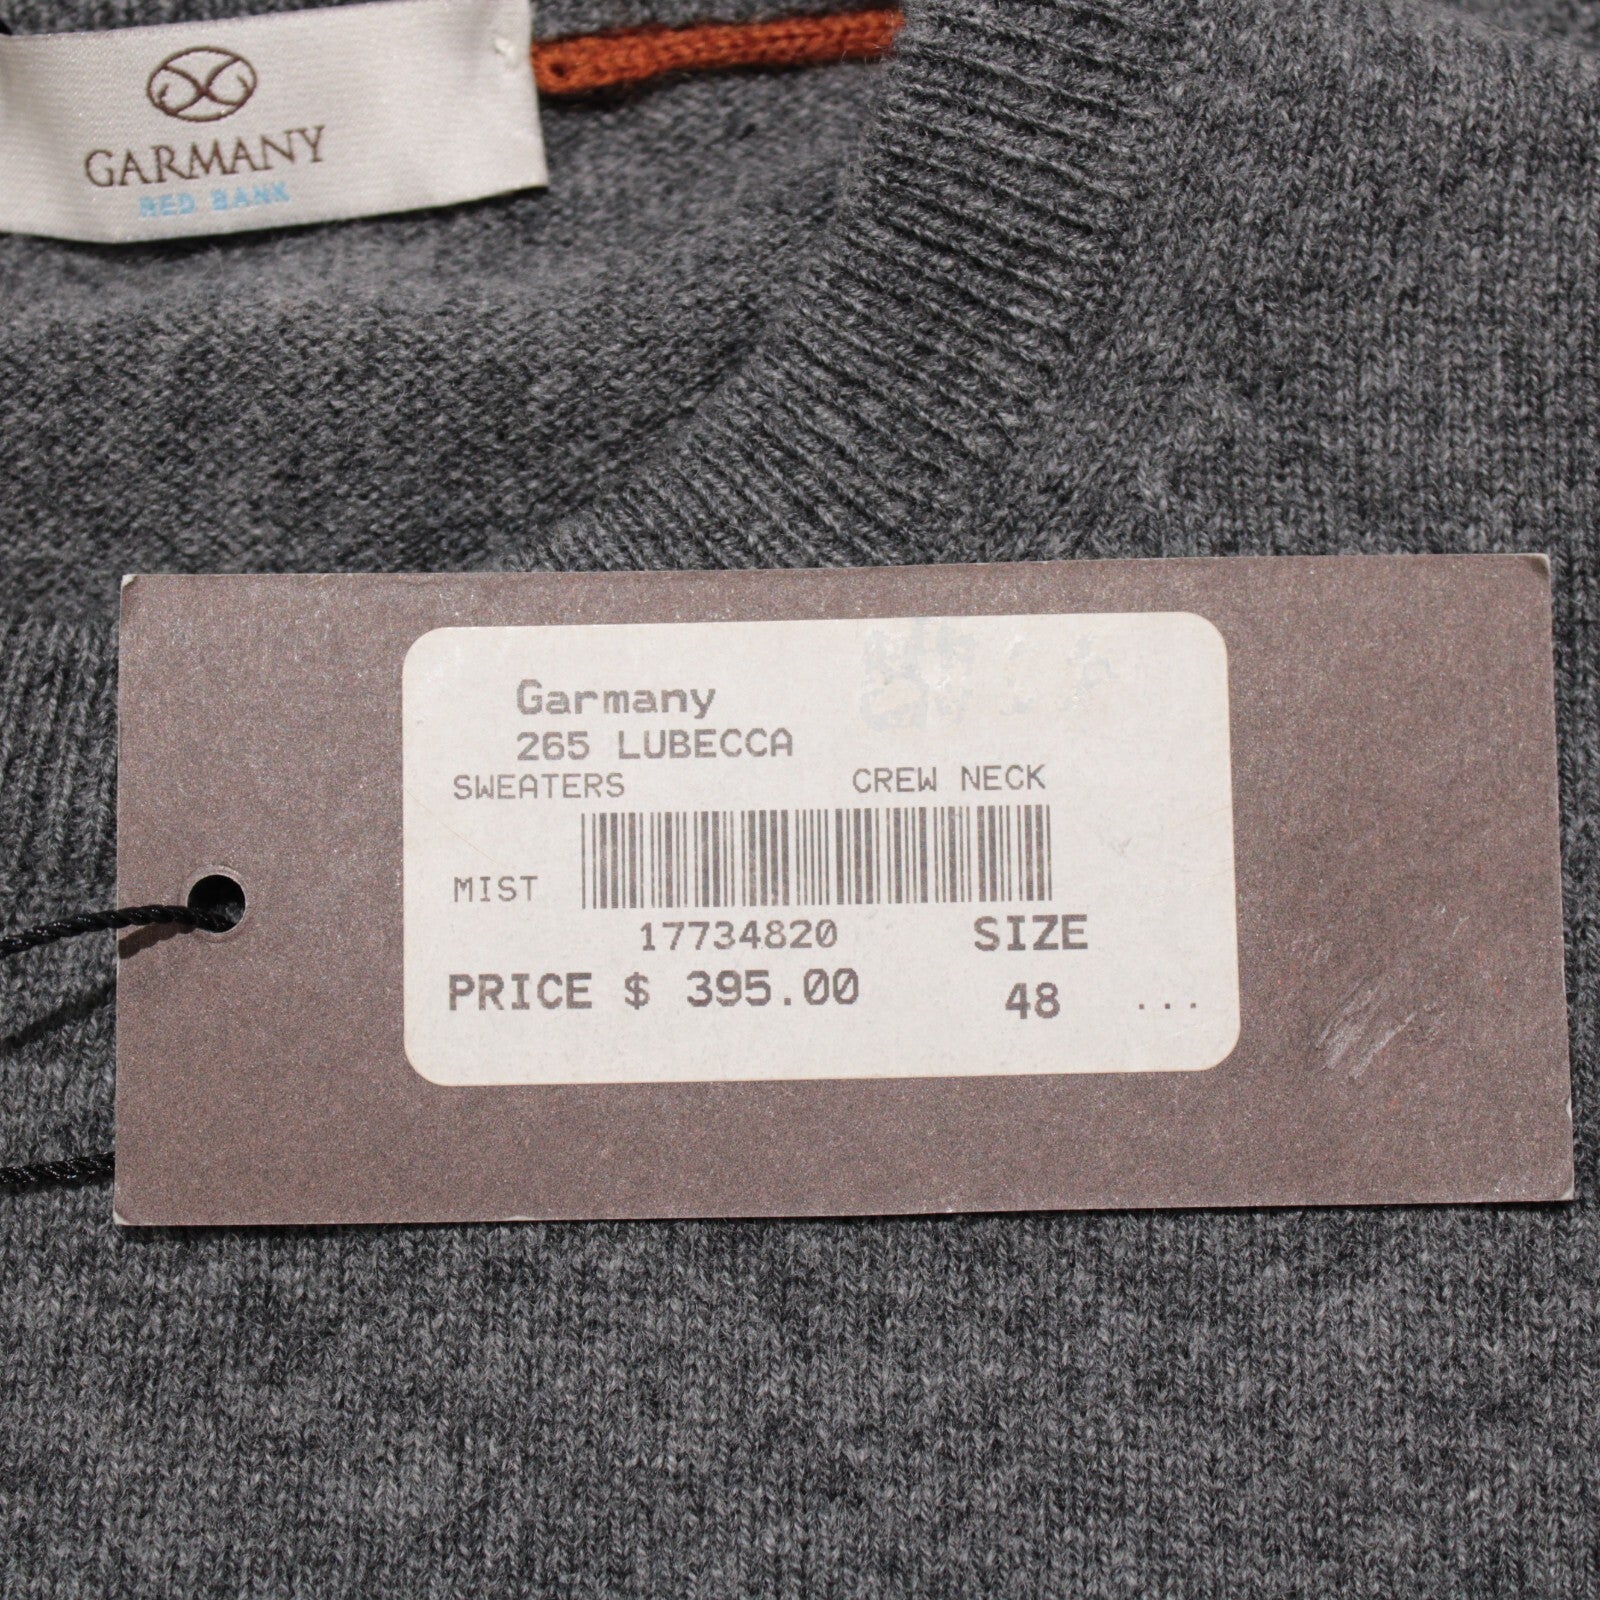 GARMANY
RED BANK
Garmany
265 LUBECCA
SWEATERS CREW NECK
MIST
17734820 SIZE
PRICE $ 395.00 48 ...